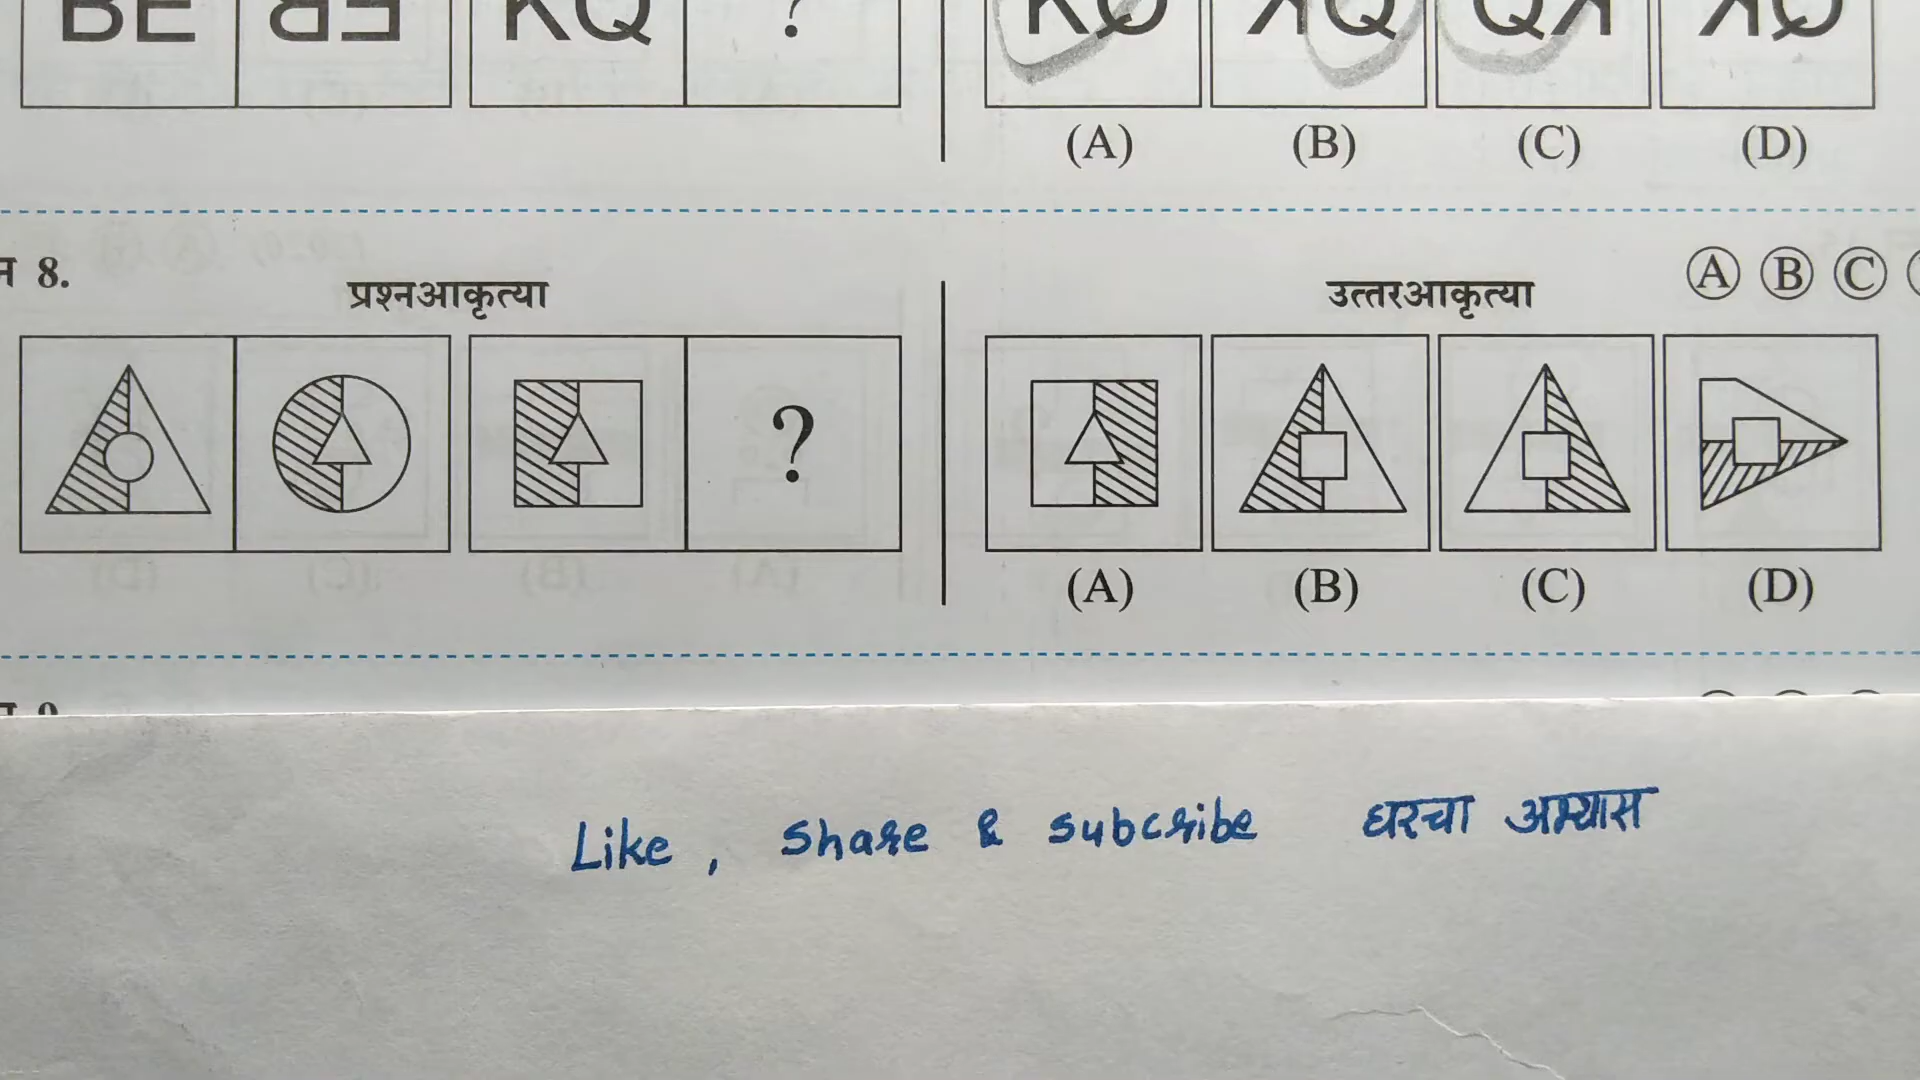 BE KQ ?
(A) (B) (C) (D)
8. Ⓐ Ⓑ Ⓒ
प्रश्नआकृत्या उत्तरआकृत्या
?
(A) (B) (C) (D)
Like , Share & subcribe घरचा अभ्यास